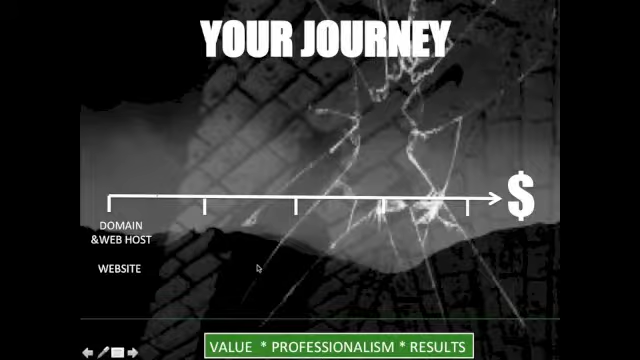 YOUR JOURNEY
$
DOMAIN
&WEB HOST
WEBSITE
VALUE * PROFESSIONALISM * RESULTS